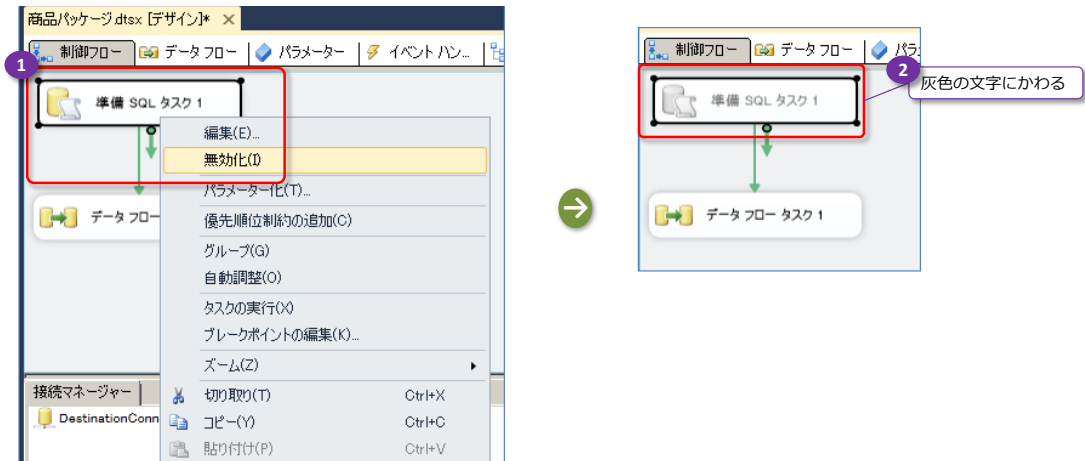 商品パッケージ.dtsx [デザイン]* ×
制御フロー データ フロー パラメーター イベント ハン...
1
準備 SQL タスク 1
編集(E)...
無効化(I)
パラメーター化(T)...
データ フロー
優先順位制約の追加(C)
グループ(G)
自動調整(O)
タスクの実行(X)
ブレークポイントの編集(K)...
ズーム(Z)
接続マネージャー
切り取り(T) Ctrl+X
DestinationConn
コピー(Y) Ctrl+C
貼り付け(P) Ctrl+V
制御フロー データ フロー パラ
2
灰色の文字にかわる
準備 SQL タスク 1
データ フロー タスク 1